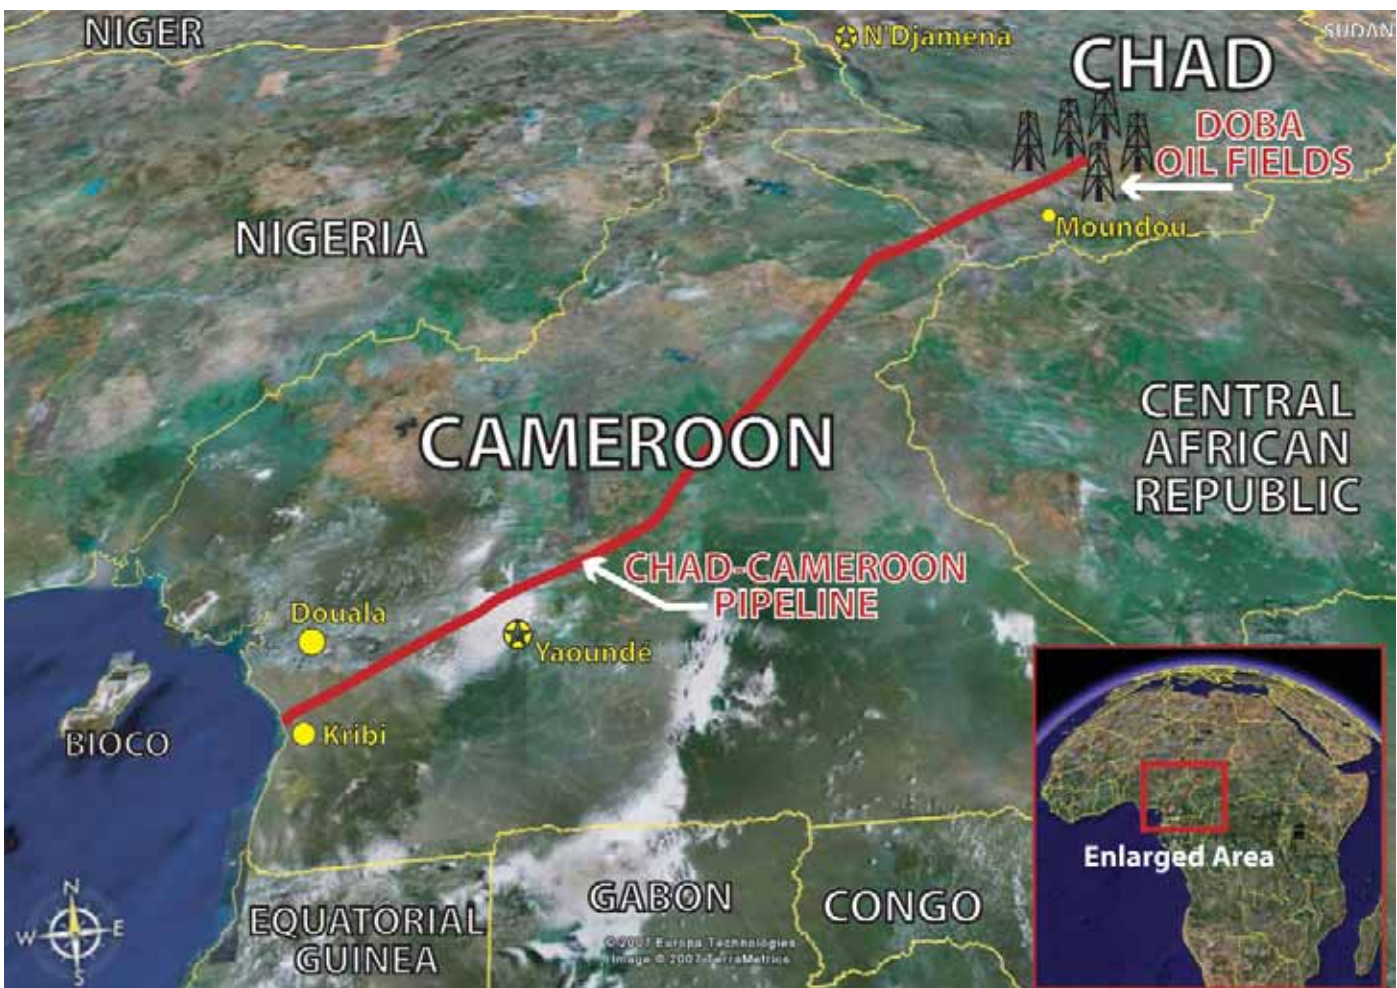 NIGER
N'Djamena
SUDAN
CHAD
DOBA
OIL FIELDS
Moundou
NIGERIA
CAMEROON
CENTRAL
AFRICAN
REPUBLIC
CHAD-CAMEROON
PIPELINE
Douala
Yaoundé
Kribi
BIOCO
Enlarged Area
N
W
E
S
EQUATORIAL
GUINEA
GABON
CONGO
©2007 Europa Technologies
Image © 2007 TerraMetrics